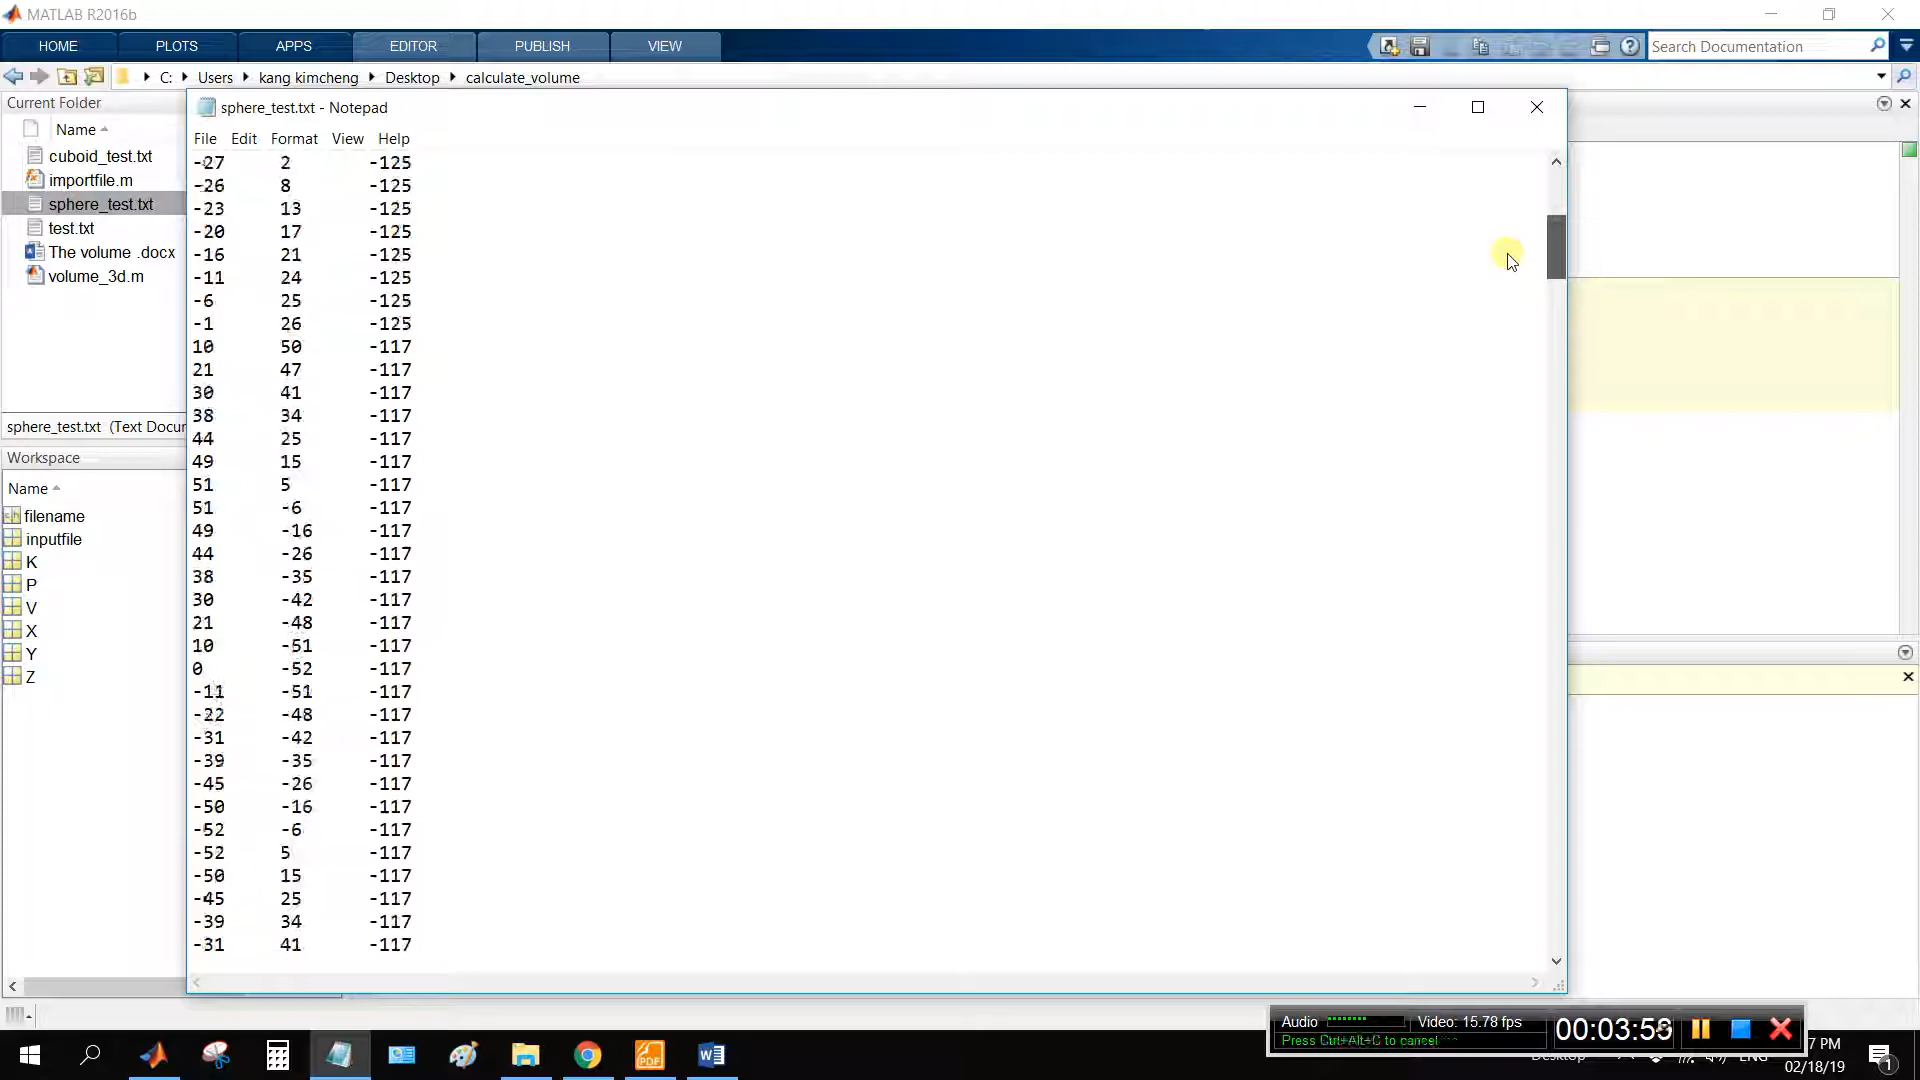 MATLAB R2016b
HOME PLOTS APPS EDITOR PUBLISH VIEW Search Documentation
C: Users kang kimcheng Desktop calculate_volume
Current Folder
Name
cuboid_test.txt
importfile.m
sphere_test.txt
test.txt
The volume .docx
volume_3d.m
sphere_test.txt (Text Docur
Workspace
Name
filename
inputfile
K
P
V
X
Y
Z
sphere_test.txt - Notepad
File Edit Format View Help
-27 2 -125
-26 8 -125
-23 13 -125
-20 17 -125
-16 21 -125
-11 24 -125
-6 25 -125
-1 26 -125
10 50 -117
21 47 -117
30 41 -117
38 34 -117
44 25 -117
49 15 -117
51 5 -117
51 -6 -117
49 -16 -117
44 -26 -117
38 -35 -117
30 -42 -117
21 -48 -117
10 -51 -117
0 -52 -117
-11 -51 -117
-22 -48 -117
-31 -42 -117
-39 -35 -117
-45 -26 -117
-50 -16 -117
-52 -6 -117
-52 5 -117
-50 15 -117
-45 25 -117
-39 34 -117
-31 41 -117
Audio Video: 15.78 fps
Press Ctrl+Alt+C to cancel
7 PM
Desktop ENG
02/18/19
1
PDF